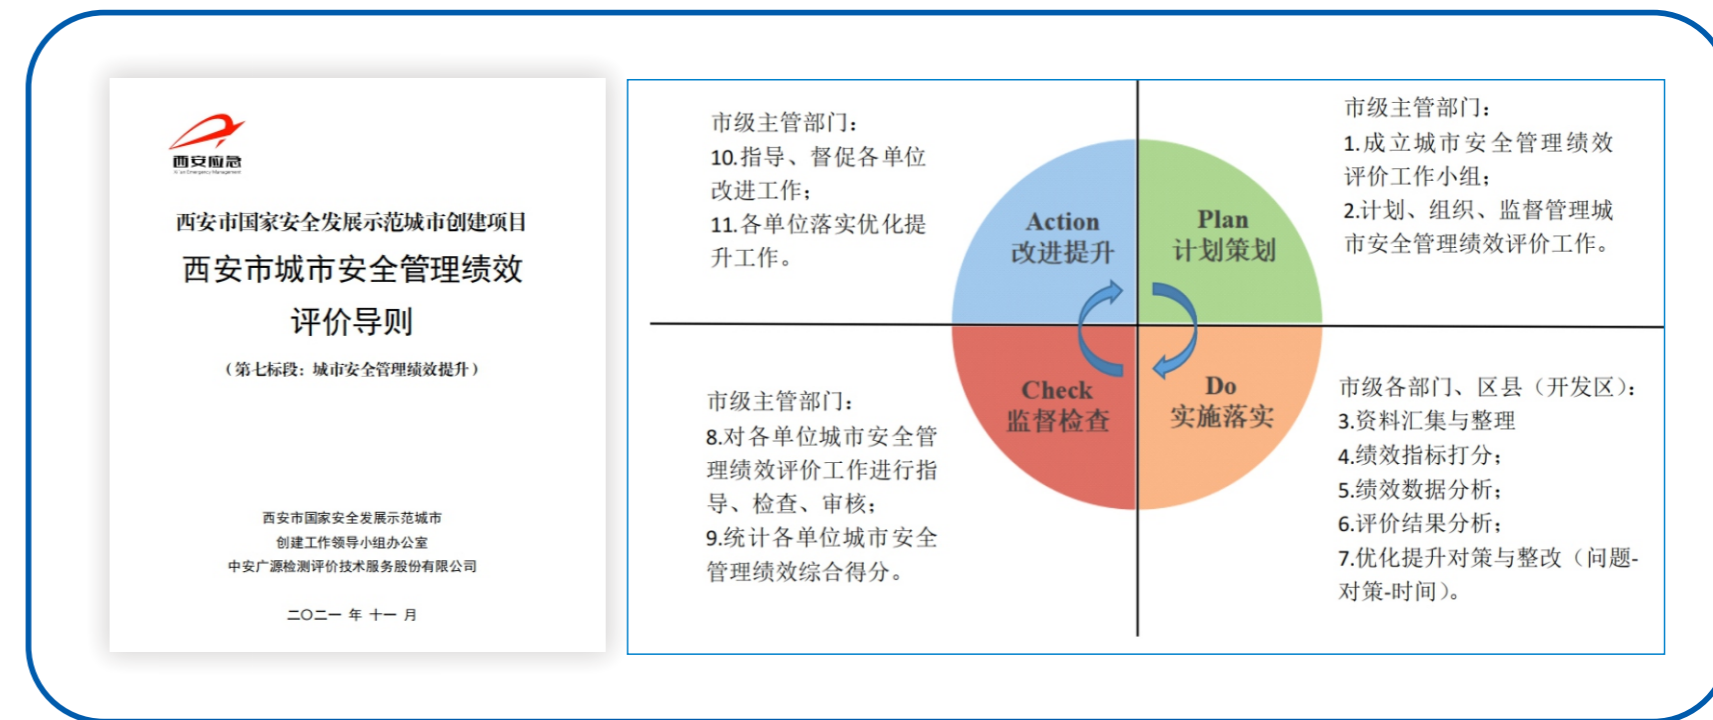 西安应急
Xi'an Emergency Management
西安市国家安全发展示范城市创建项目
西安市城市安全管理绩效
评价导则
（第七标段：城市安全管理绩效提升）
西安市国家安全发展示范城市
创建工作领导小组办公室
中安广源检测评价技术服务股份有限公司
二〇二一 年 十一 月
市级主管部门：
10.指导、督促各单位
改进工作；
11.各单位落实优化提
升工作。
Action
改进提升
Plan
计划策划
市级主管部门：
1.成立城市安全管理绩效
评价工作小组；
2.计划、组织、监督管理城
市安全管理绩效评价工作。
市级主管部门：
8.对各单位城市安全管
理绩效评价工作进行指
导、检查、审核；
9.统计各单位城市安全
管理绩效综合得分。
Check
监督检查
Do
实施落实
市级各部门、区县（开发区）：
3.资料汇集与整理
4.绩效指标打分；
5.绩效数据分析；
6.评价结果分析；
7.优化提升对策与整改（问题-
对策-时间）。